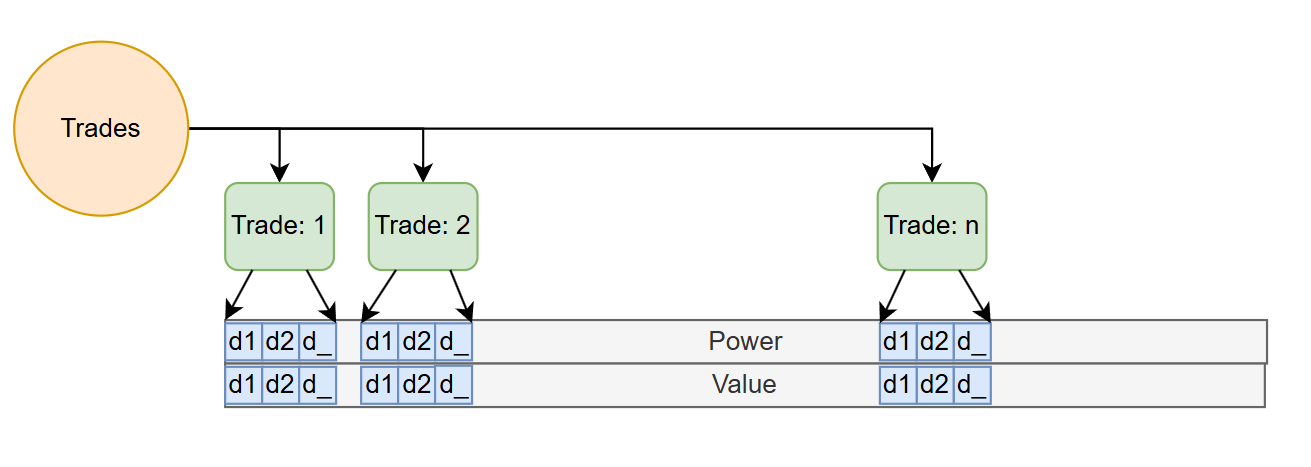 Trades
Trade: 1
Trade: 2
Trade: n
d1 d2 d_ d1 d2 d_ Power d1 d2 d_
d1 d2 d_ d1 d2 d_ Value d1 d2 d_